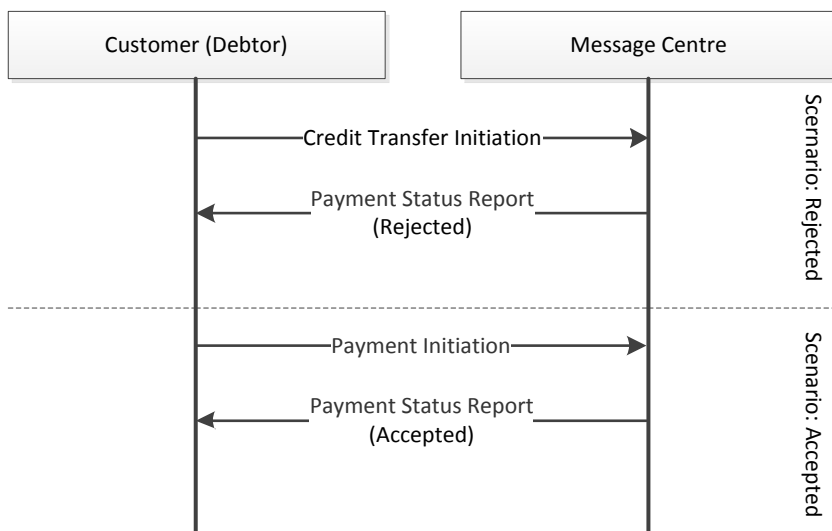 Customer (Debtor)
Message Centre
Credit Transfer Initiation
Payment Status Report
(Rejected)
Scernario: Rejected
Payment Initiation
Payment Status Report
(Accepted)
Scenario: Accepted